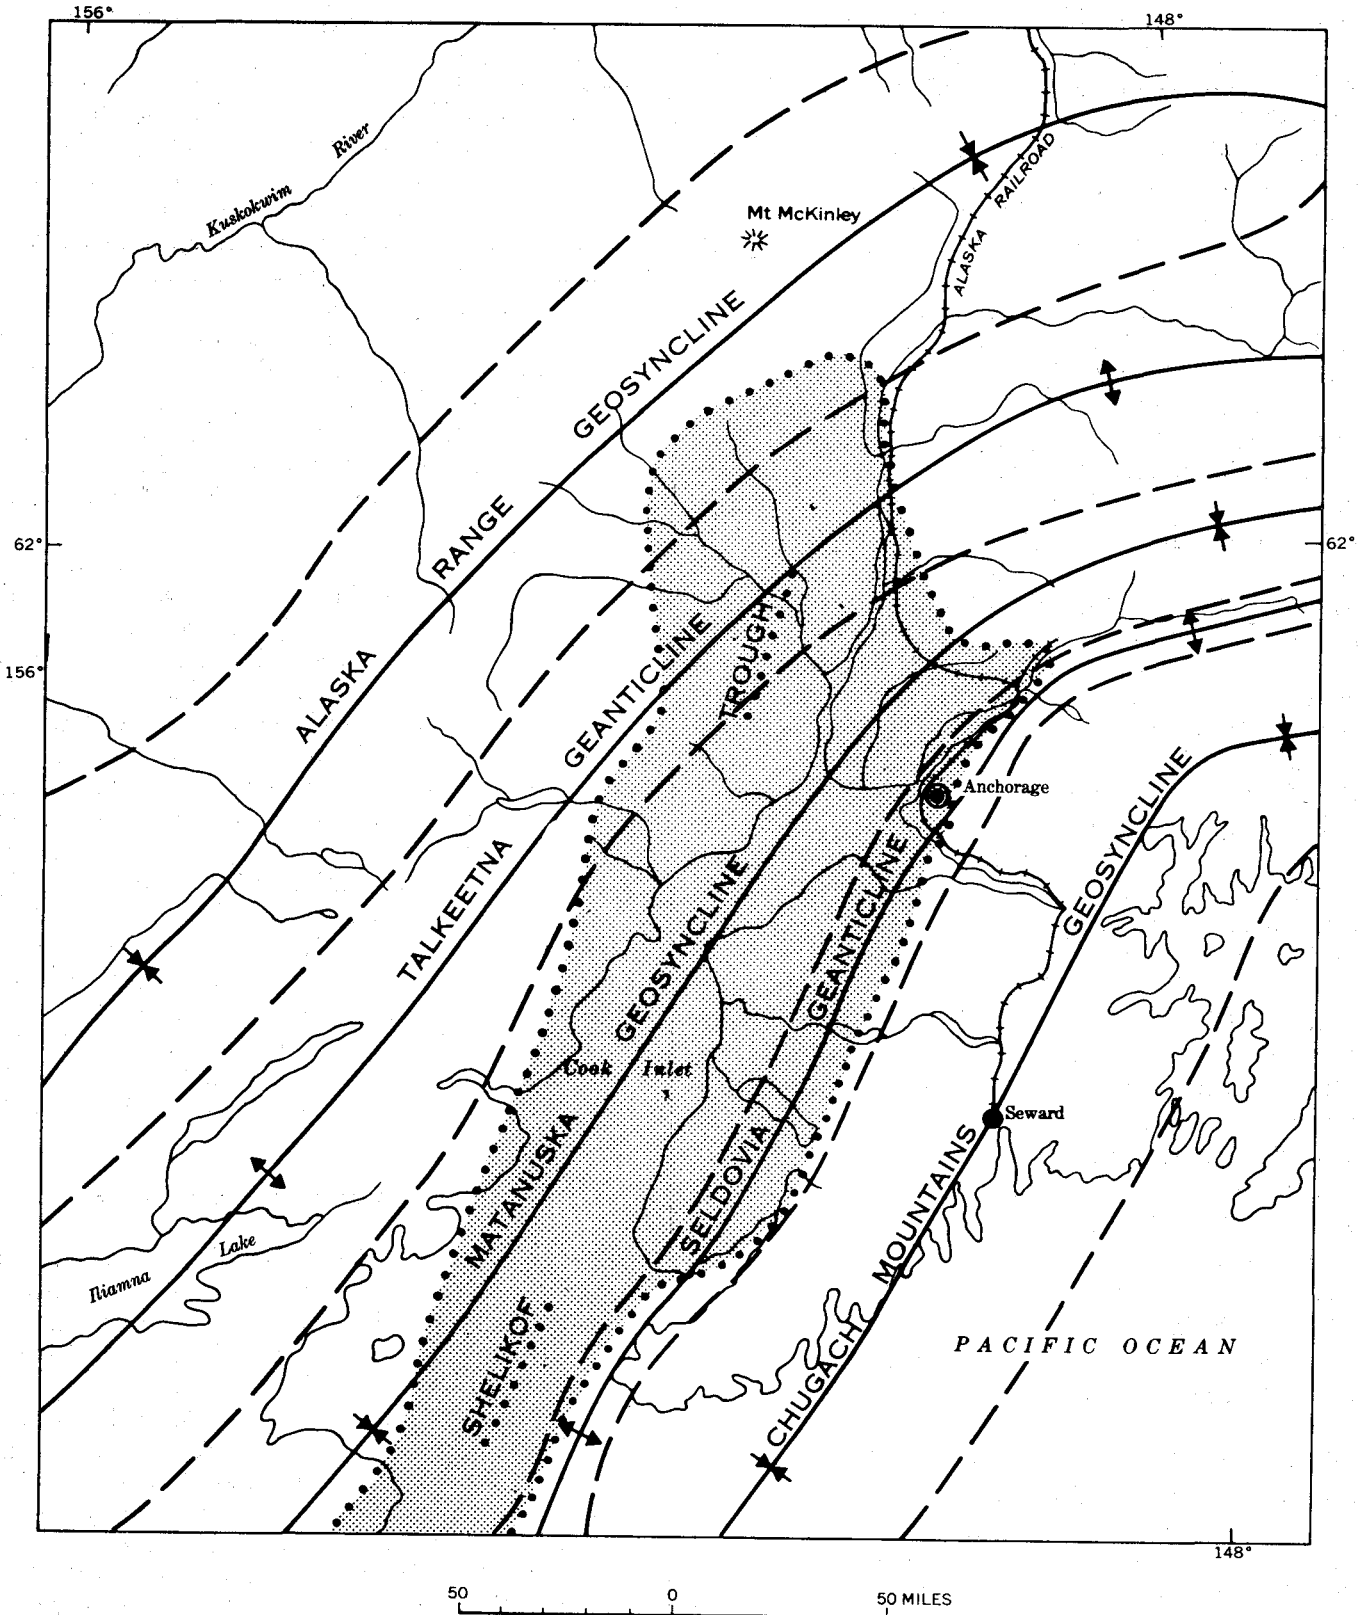 156° 148°
River
Kuskokwim
RAILROAD
ALASKA
Mt McKinley
ALASKA RANGE GEOSYNCLINE
62° 62°
156°
TALKEETNA GEANTICLINE
TROUGH
Anchorage
MATANUSKA GEOSYNCLINE
SELDOVIA GEANTICLINE
CHUGACH MOUNTAINS GEOSYNCLINE
Cook Inlet
Seward
Iliamna Lake
SHELIKOF
PACIFIC OCEAN
148°
50 0 50 MILES